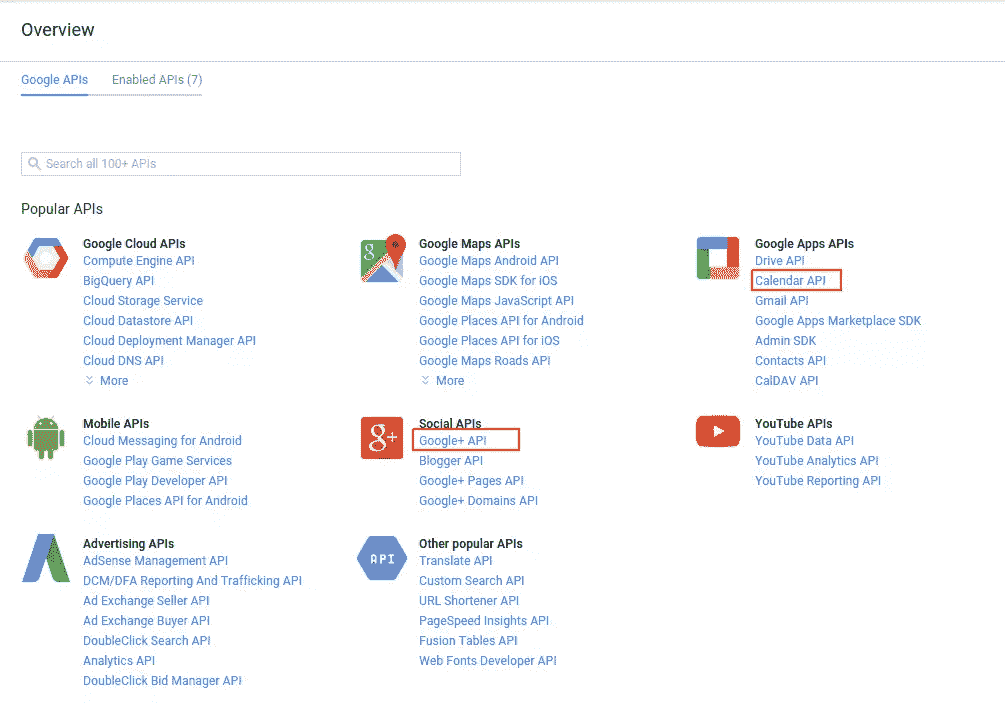 Overview
Google APIs
Enabled APIs (7)
Search all 100+ APIs
Popular APIs
Google Cloud APIs
Compute Engine API
BigQuery API
Cloud Storage Service
Cloud Datastore API
Cloud Deployment Manager API
Cloud DNS API
More
Google Maps APIs
Google Maps Android API
Google Maps SDK for iOS
Google Maps JavaScript API
Google Places API for Android
Google Places API for iOS
Google Maps Roads API
More
Google Apps APIs
Drive API
Calendar API
Gmail API
Google Apps Marketplace SDK
Admin SDK
Contacts API
CalDAV API
Mobile APIs
Cloud Messaging for Android
Google Play Game Services
Google Play Developer API
Google Places API for Android
g+
Social APIs
Google+ API
Blogger API
Google+ Pages API
Google+ Domains API
YouTube APIs
YouTube Data API
YouTube Analytics API
YouTube Reporting API
Advertising APIs
AdSense Management API
DCM/DFA Reporting And Trafficking API
Ad Exchange Seller API
Ad Exchange Buyer API
DoubleClick Search API
Analytics API
DoubleClick Bid Manager API
API
Other popular APIs
Translate API
Custom Search API
URL Shortener API
PageSpeed Insights API
Fusion Tables API
Web Fonts Developer API